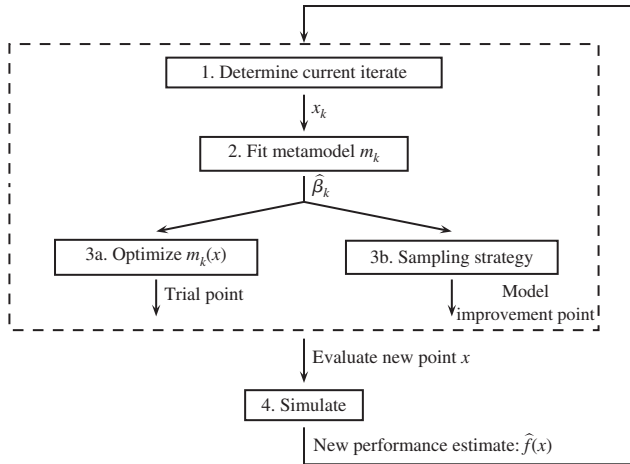 1. Determine current iterate
x_k
2. Fit metamodel m_k
β̂_k
3a. Optimize m_k(x)
3b. Sampling strategy
Trial point
Model
improvement point
Evaluate new point x
4. Simulate
New performance estimate: f̂(x)